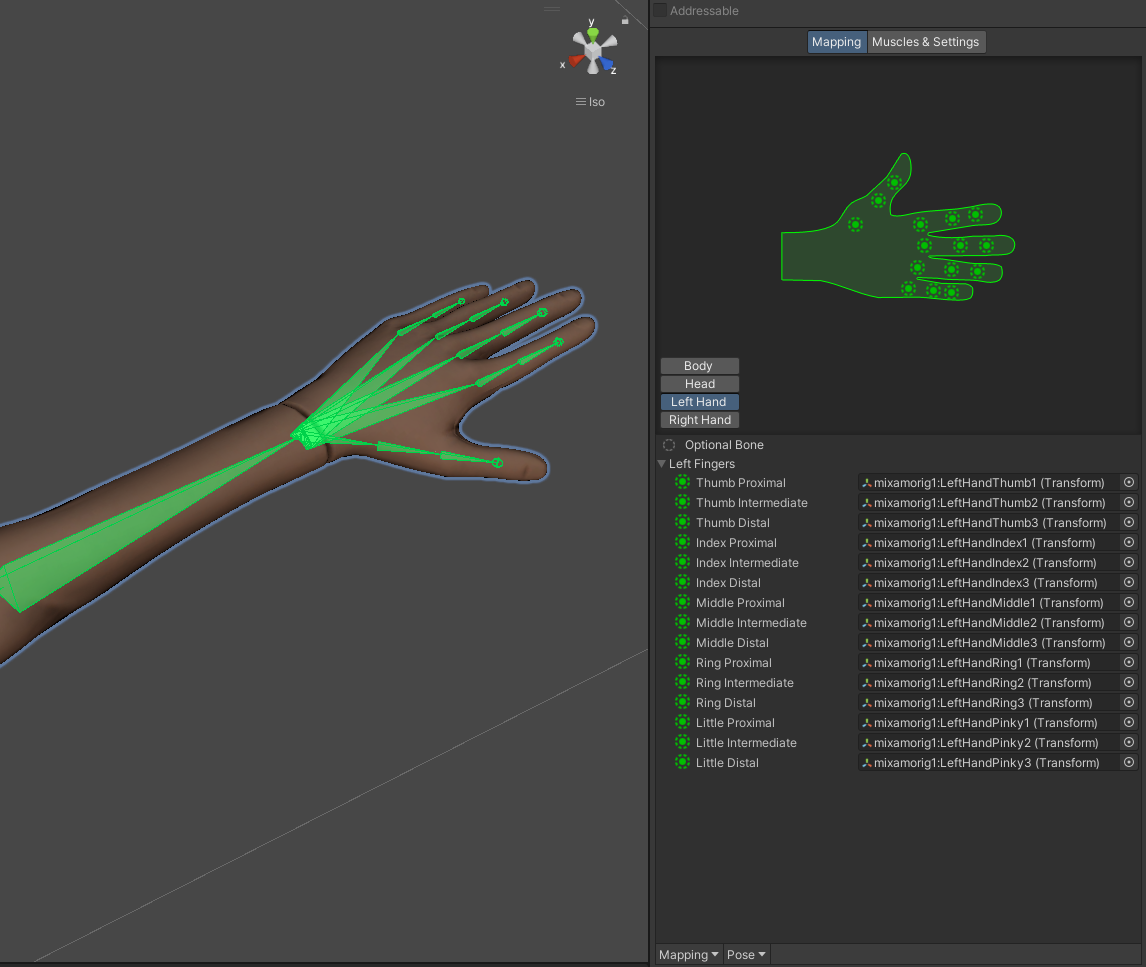 Addressable
Mapping Muscles & Settings
y
x
z
Iso
Body
Head
Left Hand
Right Hand
Optional Bone
Left Fingers
Thumb Proximal mixamorig1:LeftHandThumb1 (Transform)
Thumb Intermediate mixamorig1:LeftHandThumb2 (Transform)
Thumb Distal mixamorig1:LeftHandThumb3 (Transform)
Index Proximal mixamorig1:LeftHandIndex1 (Transform)
Index Intermediate mixamorig1:LeftHandIndex2 (Transform)
Index Distal mixamorig1:LeftHandIndex3 (Transform)
Middle Proximal mixamorig1:LeftHandMiddle1 (Transform)
Middle Intermediate mixamorig1:LeftHandMiddle2 (Transform)
Middle Distal mixamorig1:LeftHandMiddle3 (Transform)
Ring Proximal mixamorig1:LeftHandRing1 (Transform)
Ring Intermediate mixamorig1:LeftHandRing2 (Transform)
Ring Distal mixamorig1:LeftHandRing3 (Transform)
Little Proximal mixamorig1:LeftHandPinky1 (Transform)
Little Intermediate mixamorig1:LeftHandPinky2 (Transform)
Little Distal mixamorig1:LeftHandPinky3 (Transform)
Mapping Pose